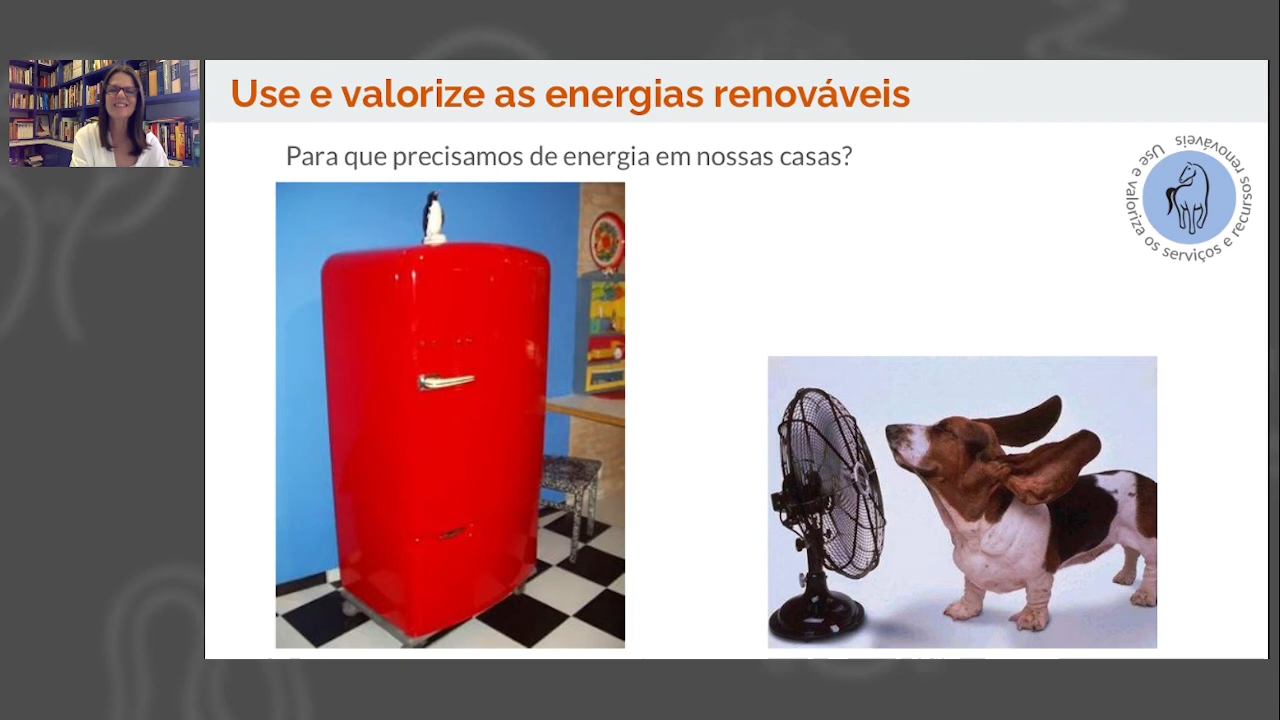 Use e valorize as energias renováveis
Para que precisamos de energia em nossas casas?
Use e valoriza os serviços e recursos renováveis